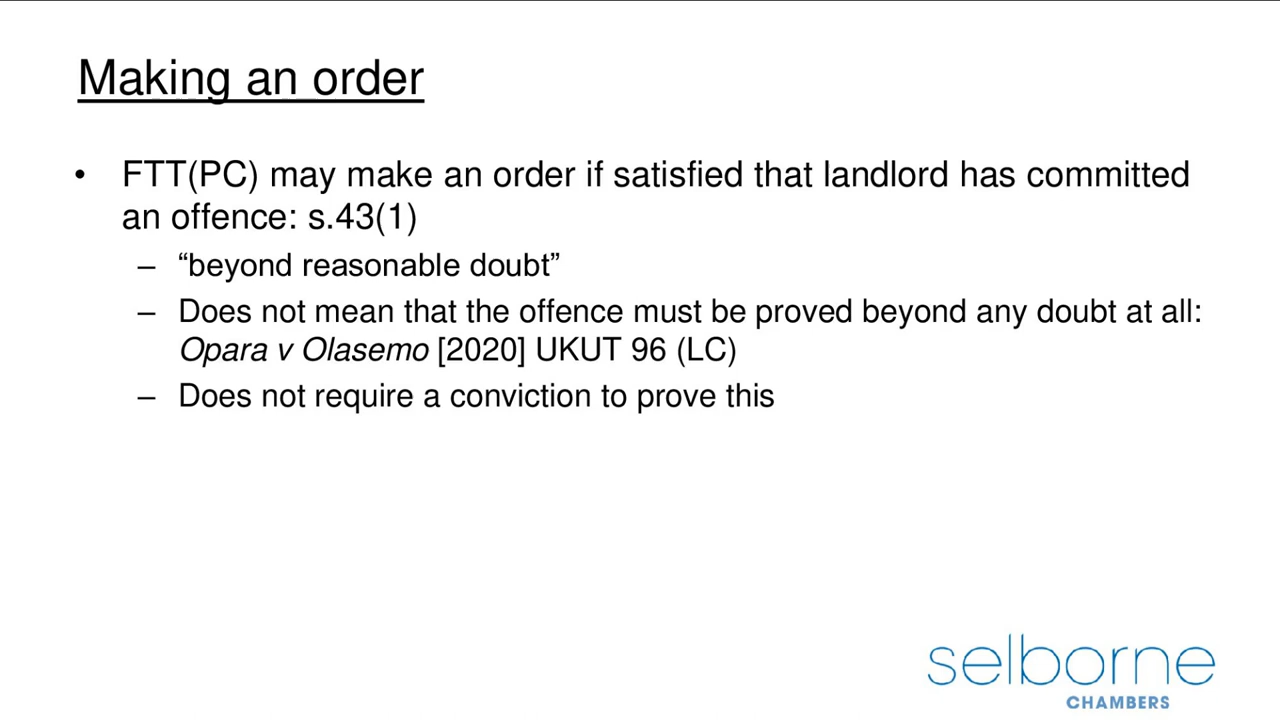 Making an order
• FTT(PC) may make an order if satisfied that landlord has committed
an offence: s.43(1)
– “beyond reasonable doubt”
– Does not mean that the offence must be proved beyond any doubt at all:
Opara v Olasemo [2020] UKUT 96 (LC)
– Does not require a conviction to prove this
selborne
CHAMBERS